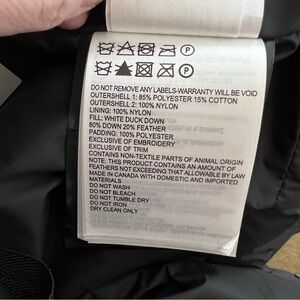 DO NOT REMOVE ANY LABELS-WARRANTY WILL BE VOID
OUTERSHELL 1: 85% POLYESTER 15% COTTON
OUTERSHELL 2: 100% NYLON
LINING: 100% NYLON
FILL: WHITE DUCK DOWN
80% DOWN 20% FEATHER
PADDING: 100% POLYESTER
EXCLUSIVE OF EMBROIDERY
EXCLUSIVE OF TRIM
CONTAINS NON-TEXTILE PARTS OF ANIMAL ORIGIN
NOTE: THIS PRODUCT CONTAINS AN AMOUNT OF
FEATHERS NOT EXCEEDING THAT ALLOWABLE BY LAW
MADE IN CANADA WITH DOMESTIC AND IMPORTED
MATERIALS
DO NOT WASH
DO NOT BLEACH
DO NOT TUMBLE DRY
DO NOT IRON
DRY CLEAN ONLY